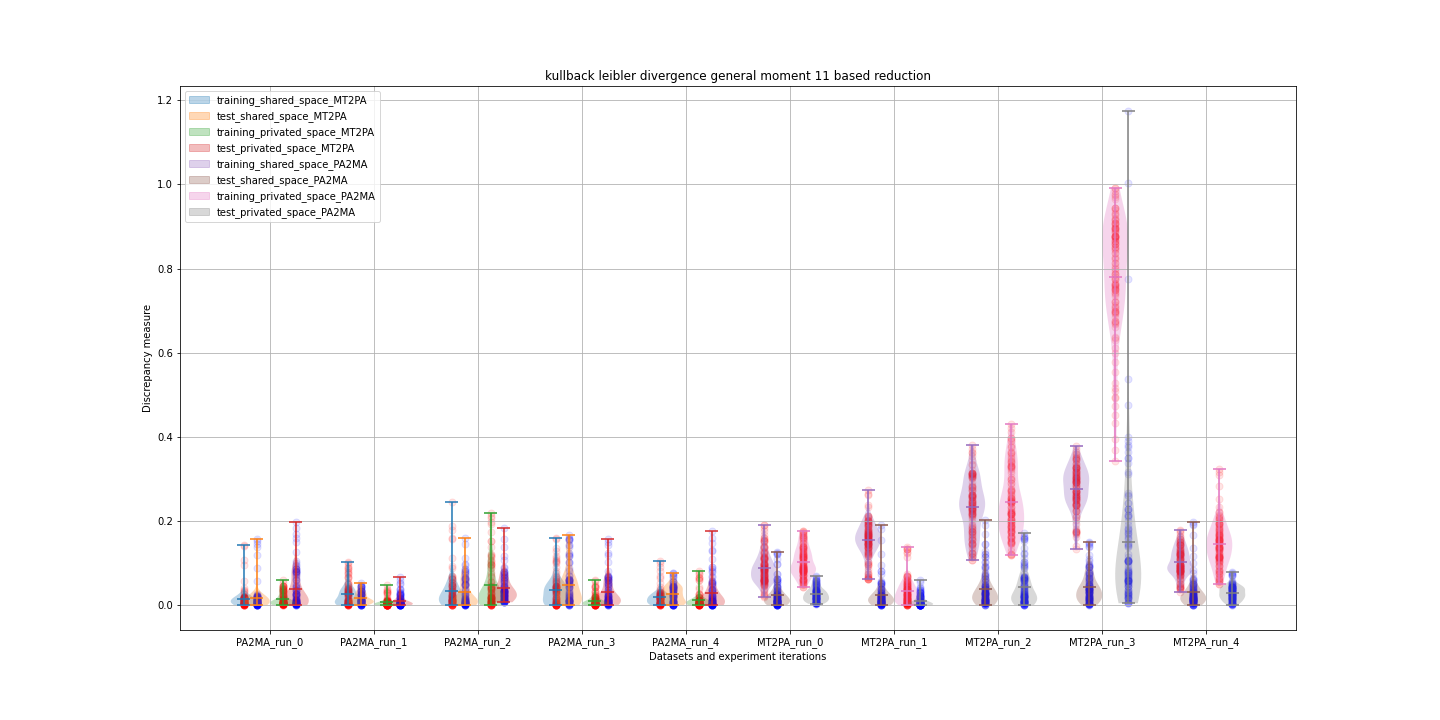 kullback leibler divergence general moment 11 based reduction
training_shared_space_MT2PA
test_shared_space_MT2PA
training_privated_space_MT2PA
test_privated_space_MT2PA
training_shared_space_PA2MA
test_shared_space_PA2MA
training_privated_space_PA2MA
test_privated_space_PA2MA
1.2
1.0
0.8
0.6
0.4
0.2
0.0
Discrepancy measure
PA2MA_run_0 PA2MA_run_1 PA2MA_run_2 PA2MA_run_3 PA2MA_run_4 MT2PA_run_0 MT2PA_run_1 MT2PA_run_2 MT2PA_run_3 MT2PA_run_4
Datasets and experiment iterations